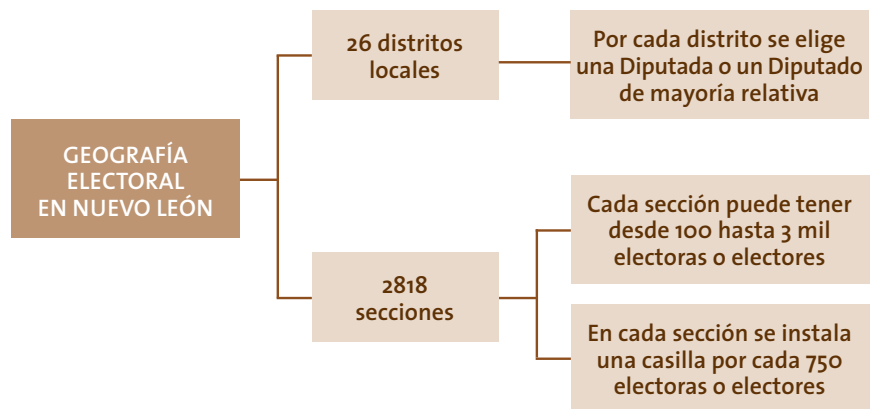 GEOGRAFÍA
ELECTORAL
EN NUEVO LEÓN
26 distritos
locales
Por cada distrito se elige
una Diputada o un Diputado
de mayoría relativa
2818
secciones
Cada sección puede tener
desde 100 hasta 3 mil
electoras o electores
En cada sección se instala
una casilla por cada 750
electoras o electores